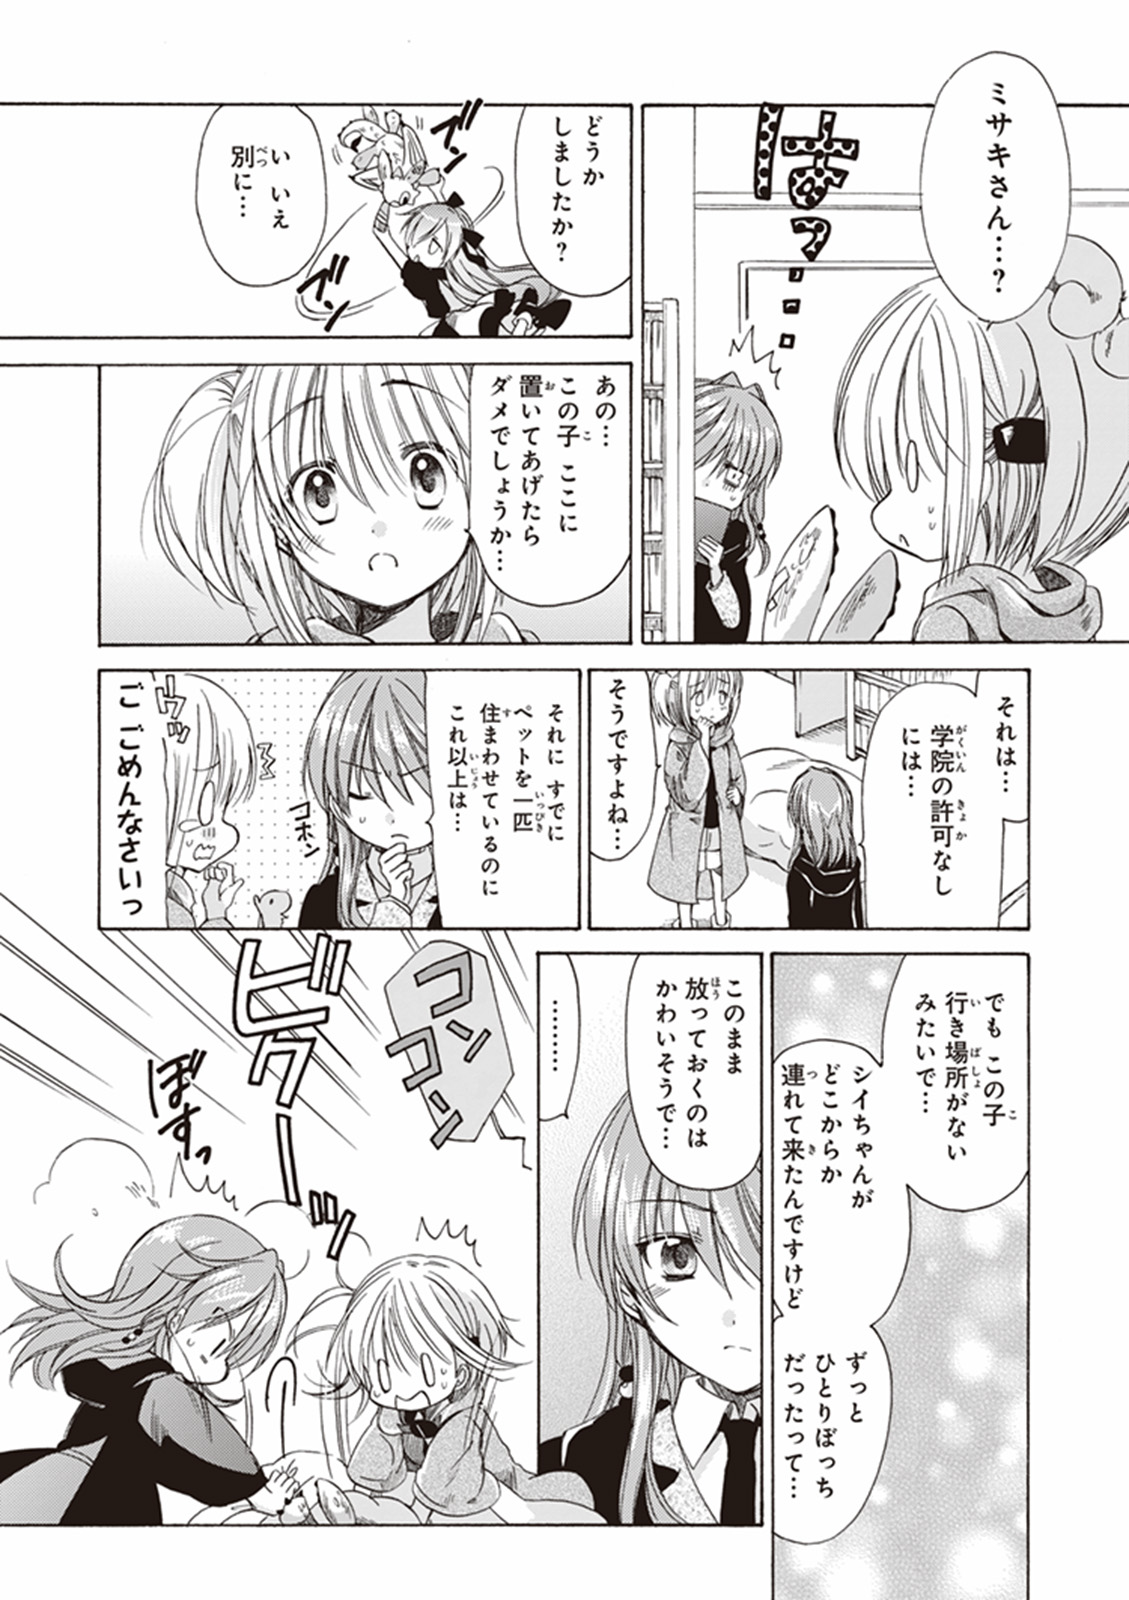 ミサキさん…?
はっ…
どうか
しましたか?
い いえ
別に…
ブン
ブン
あの…
この子 ここに
置いてあげたら
ダメでしょうか…
それは…
学院の許可なし
には…
そうですよね…
それに すでに
ペットを一匹
住まわせているのに
これ以上は…
コホン
ウッ
ご ごめんなさいっ
でも この子
行き場所がない
みたいで…
シイちゃんが
どこからか
連れて来たんですけど
ずっと
ひとりぼっち
だったって…
このまま
放っておくのは
かわいそうで…
………
コンコン
ビクーー
ぼすっ